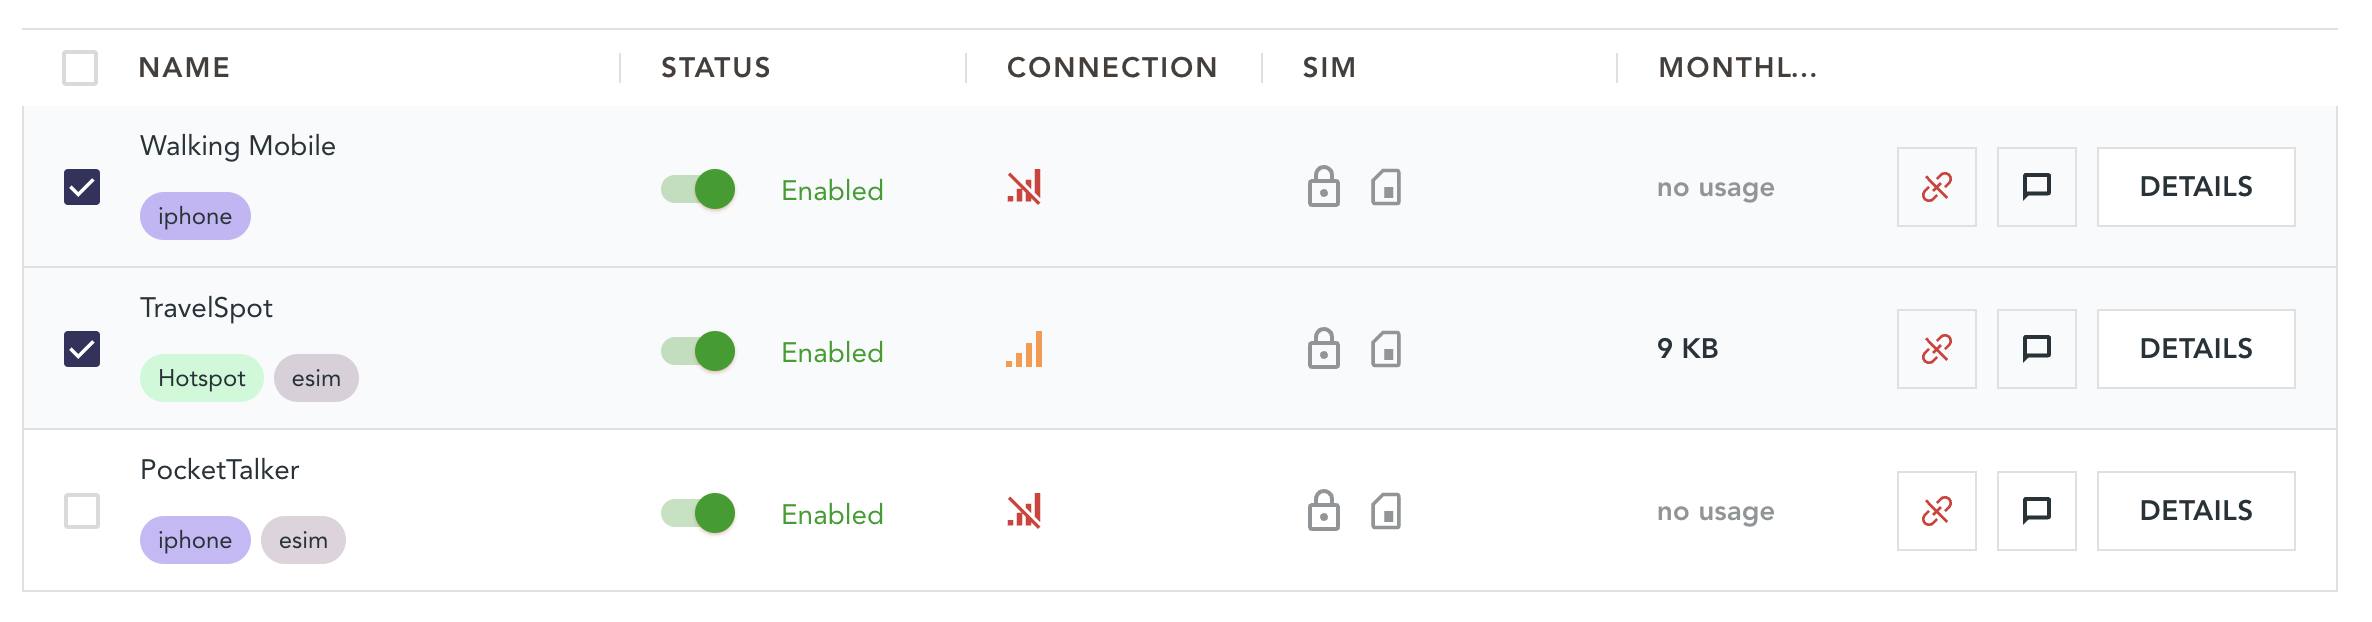 NAME STATUS CONNECTION SIM MONTHL...
Walking Mobile
iphone
Enabled
no usage
DETAILS
TravelSpot
Hotspot esim
Enabled
9 KB
DETAILS
PocketTalker
iphone esim
Enabled
no usage
DETAILS